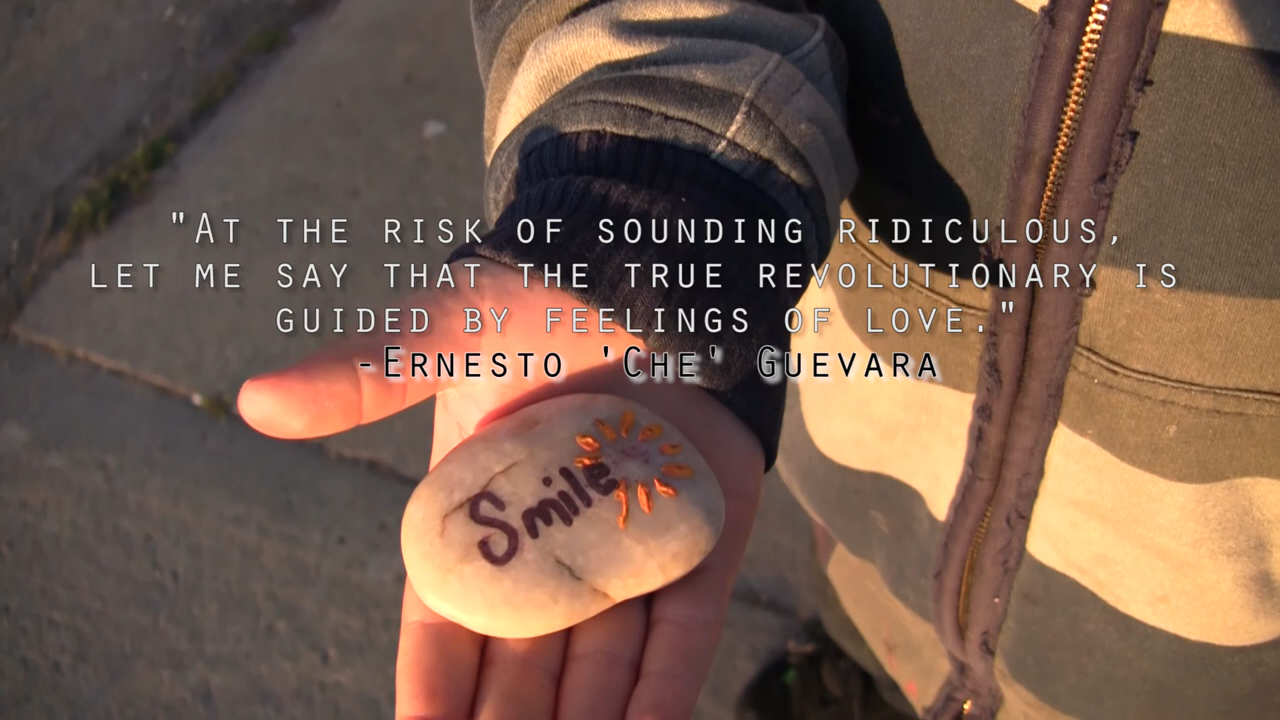 "At the risk of sounding ridiculous,
let me say that the true revolutionary is
guided by feelings of love."
-Ernesto 'Che' Guevara
Smile